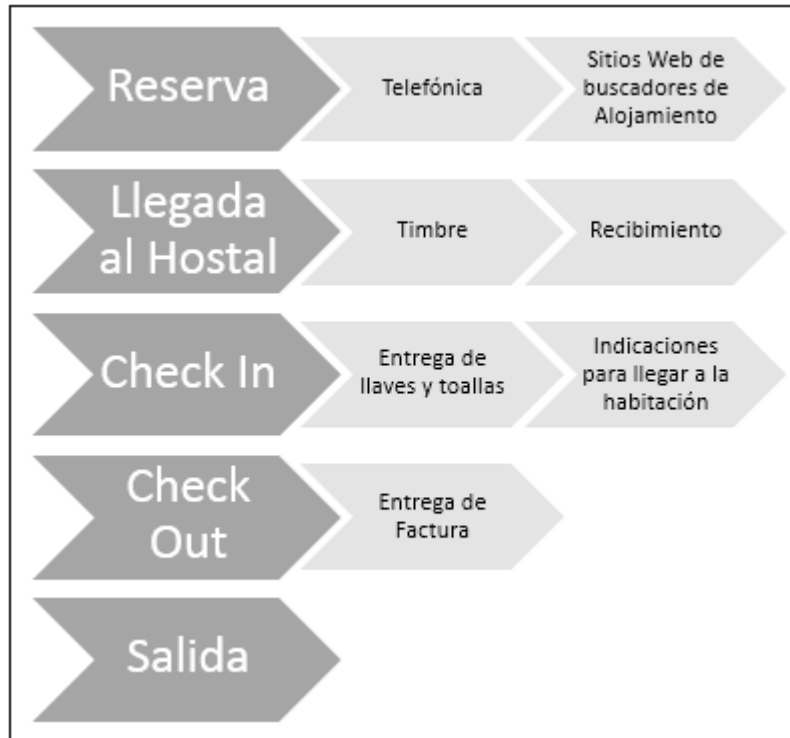 Reserva
Telefónica
Sitios Web de
buscadores de
Alojamiento
Llegada
al Hostal
Timbre
Recibimiento
Check In
Entrega de
llaves y toallas
Indicaciones
para llegar a la
habitación
Check
Out
Entrega de
Factura
Salida